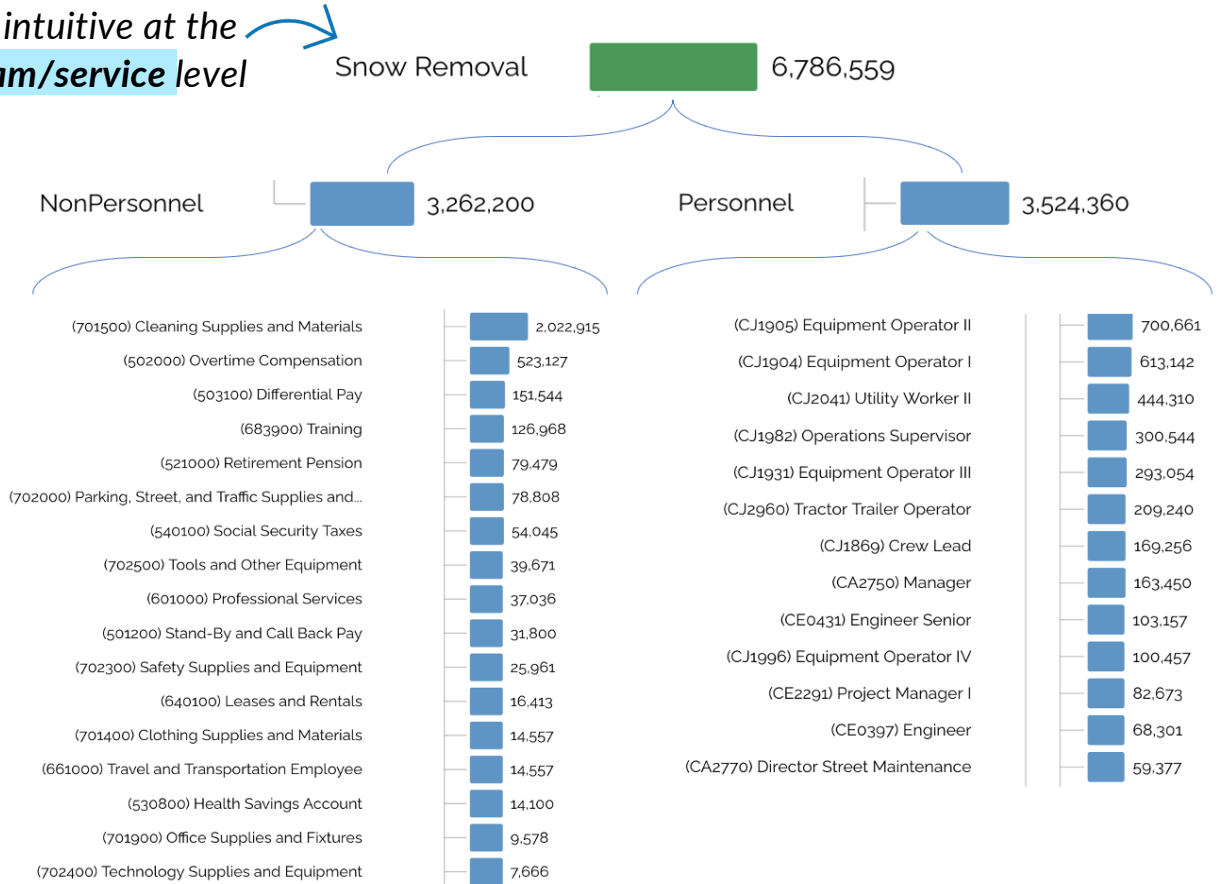 intuitive at the
am/service level
Snow Removal 6,786,559
NonPersonnel 3,262,200
Personnel 3,524,360
(701500) Cleaning Supplies and Materials 2,022,915
(502000) Overtime Compensation 523,127
(503100) Differential Pay 151,544
(683900) Training 126,968
(521000) Retirement Pension 79,479
(702000) Parking, Street, and Traffic Supplies and... 78,808
(540100) Social Security Taxes 54,045
(702500) Tools and Other Equipment 39,671
(601000) Professional Services 37,036
(501200) Stand-By and Call Back Pay 31,800
(702300) Safety Supplies and Equipment 25,961
(640100) Leases and Rentals 16,413
(701400) Clothing Supplies and Materials 14,557
(661000) Travel and Transportation Employee 14,557
(530800) Health Savings Account 14,100
(701900) Office Supplies and Fixtures 9,578
(702400) Technology Supplies and Equipment 7,666
(CJ1905) Equipment Operator II 700,661
(CJ1904) Equipment Operator I 613,142
(CJ2041) Utility Worker II 444,310
(CJ1982) Operations Supervisor 300,544
(CJ1931) Equipment Operator III 293,054
(CJ2960) Tractor Trailer Operator 209,240
(CJ1869) Crew Lead 169,256
(CA2750) Manager 163,450
(CE0431) Engineer Senior 103,157
(CJ1996) Equipment Operator IV 100,457
(CE2291) Project Manager I 82,673
(CE0397) Engineer 68,301
(CA2770) Director Street Maintenance 59,377